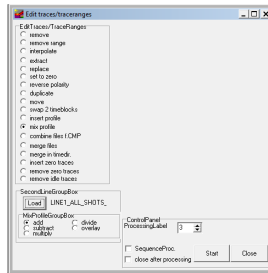 Edit traces/traceranges
EditTraces/TraceRanges
remove
remove range
interpolate
extract
replace
set to zero
reverse polarity
duplicate
move
swap 2 timeblocks
insert profile
mix profile
combine files f.CMP
merge files
merge in timedir.
insert zero traces
remove zero traces
remove idle traces
SecondLineGroupBox
Load LINE1_ALL_SHOTS_
MixProfileGroupBox
add divide
subtract overlay
multiply
ControlPanel
ProcessingLabel 3
SequenceProc.
close after processing
Start Close